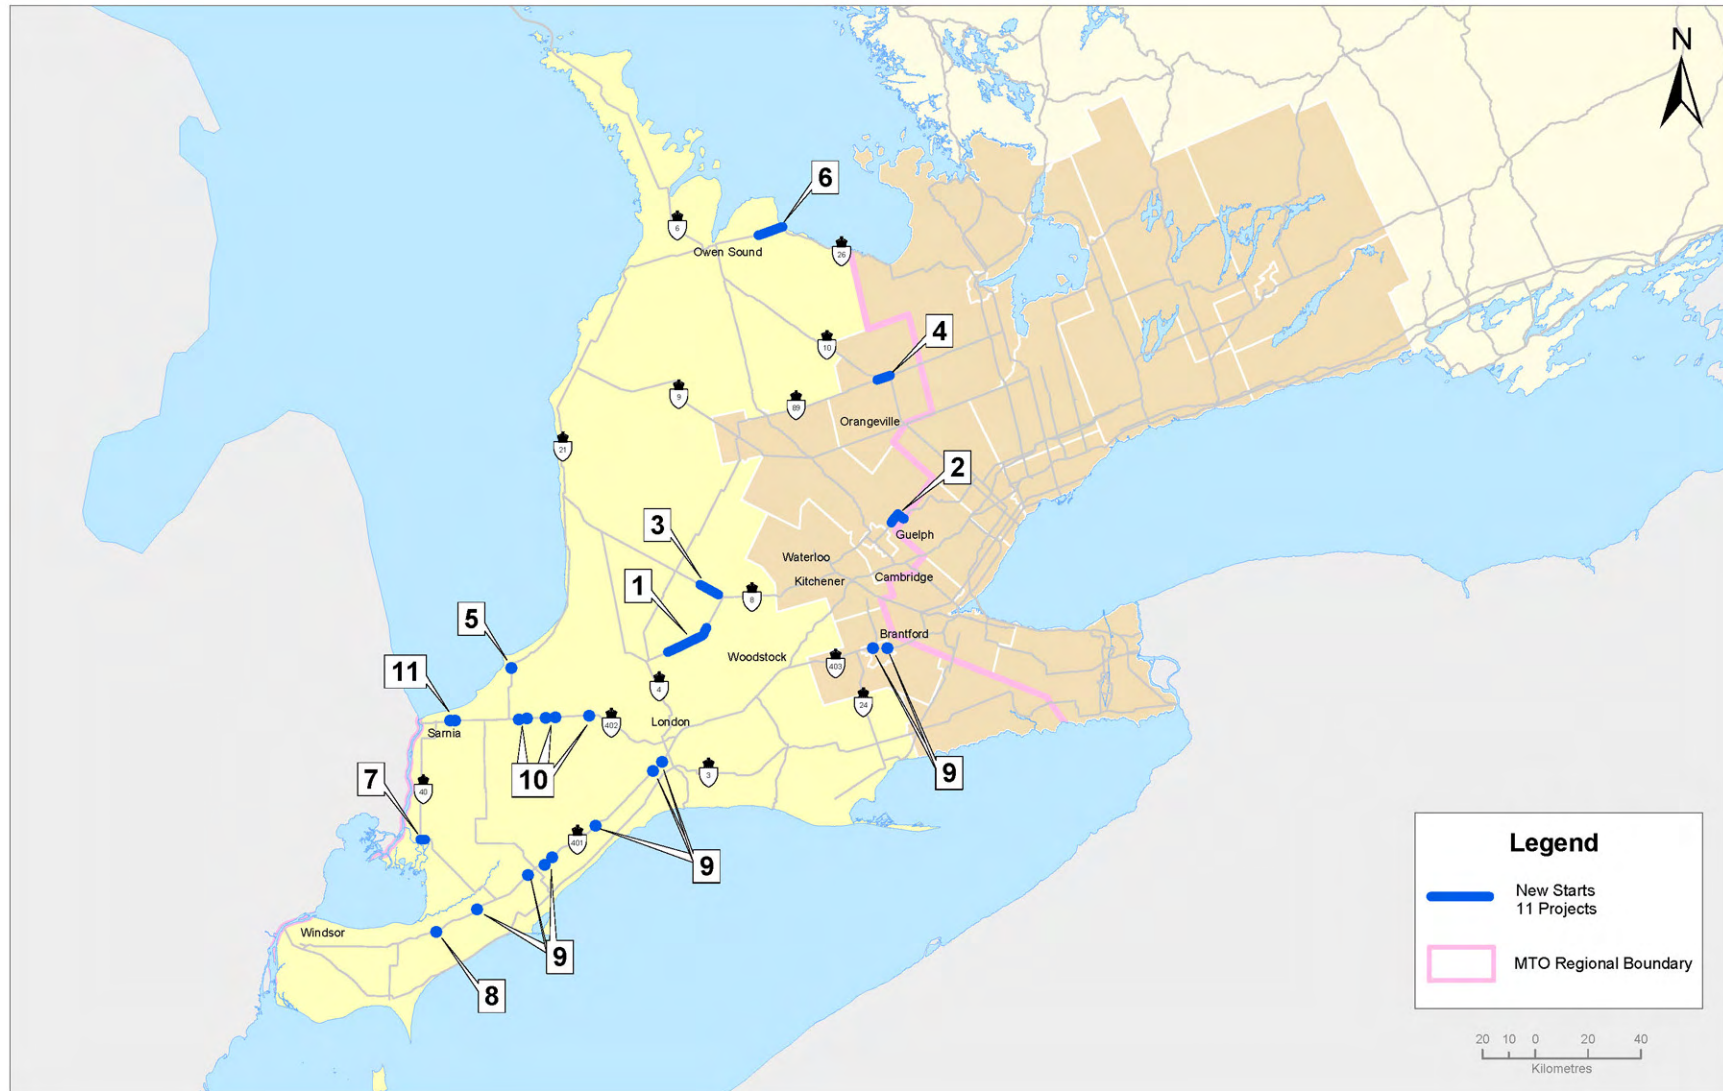 N
6
6
Owen Sound
26
4
10
9
89
Orangeville
21
2
3
Guelph
Waterloo
Kitchener
Cambridge
1
8
5
Brantford
Woodstock
403
11
4
24
Sarnia
London
402
10
3
9
7
40
401
9
Windsor
9
8
Legend
New Starts
11 Projects
MTO Regional Boundary
20 10 0 20 40
Kilometres